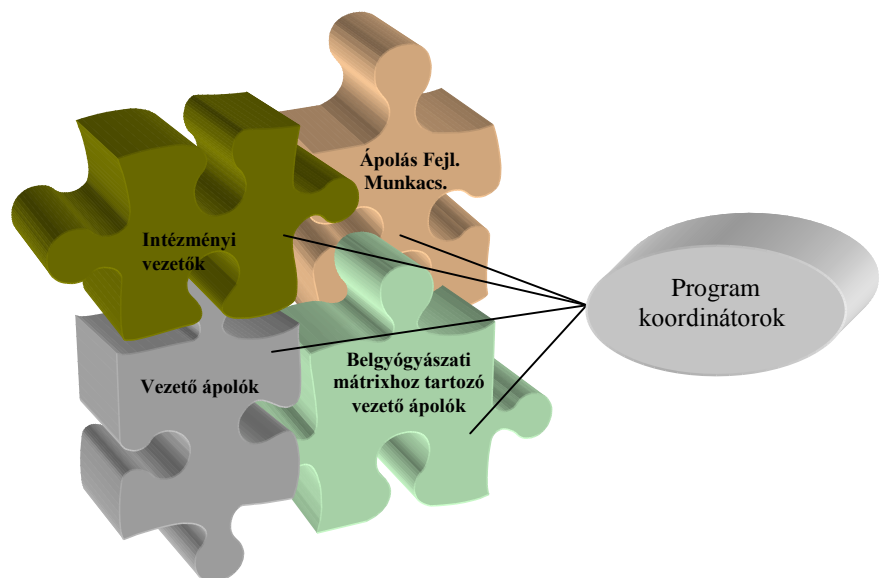 Ápolás Fejl.
Munkacs.
Intézményi
vezetők
Program
koordinátorok
Vezető ápolók
Belgyógyászati
mátrixhoz tartozó
vezető ápolók